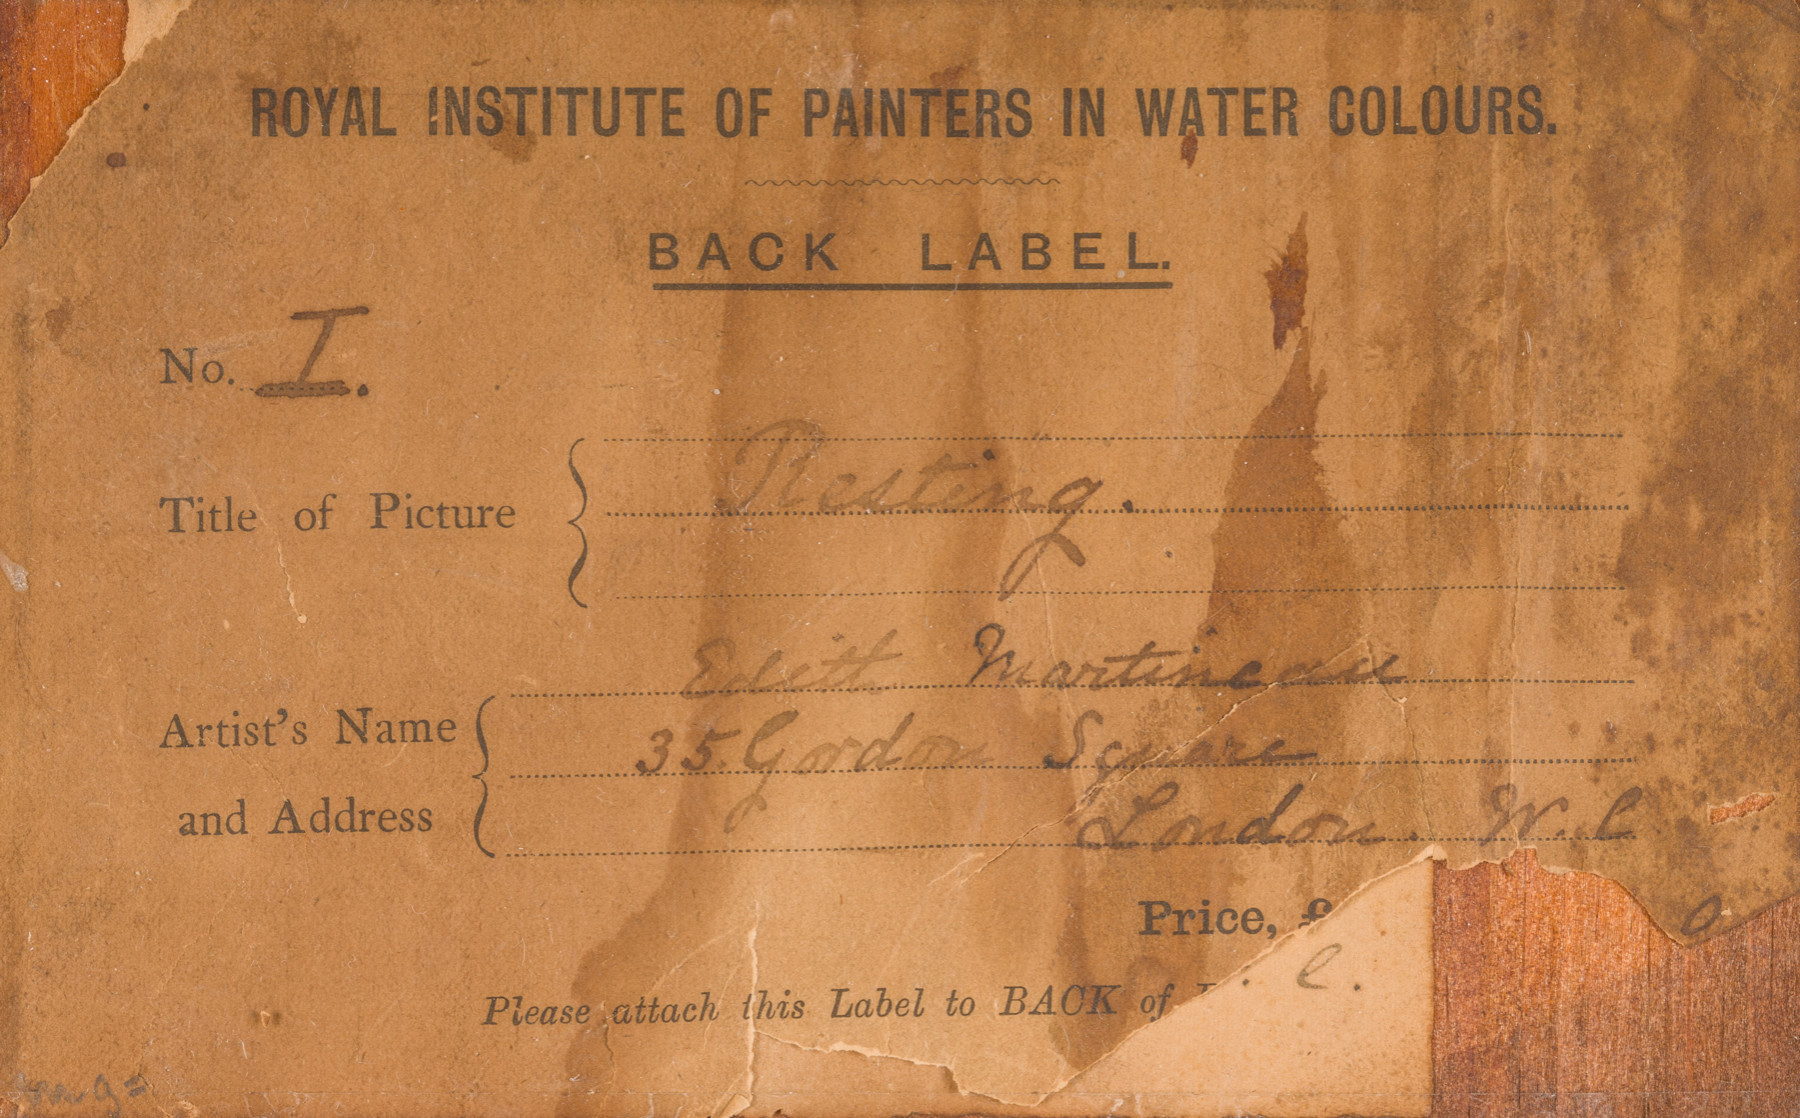 ROYAL INSTITUTE OF PAINTERS IN WATER COLOURS.
BACK LABEL.
No. I.
Title of Picture
Resting.
Artist's Name
and Address
Edith Martineau
35. Gordon Square
London. W. C
Price, £
0
C.
Please attach this Label to BACK of